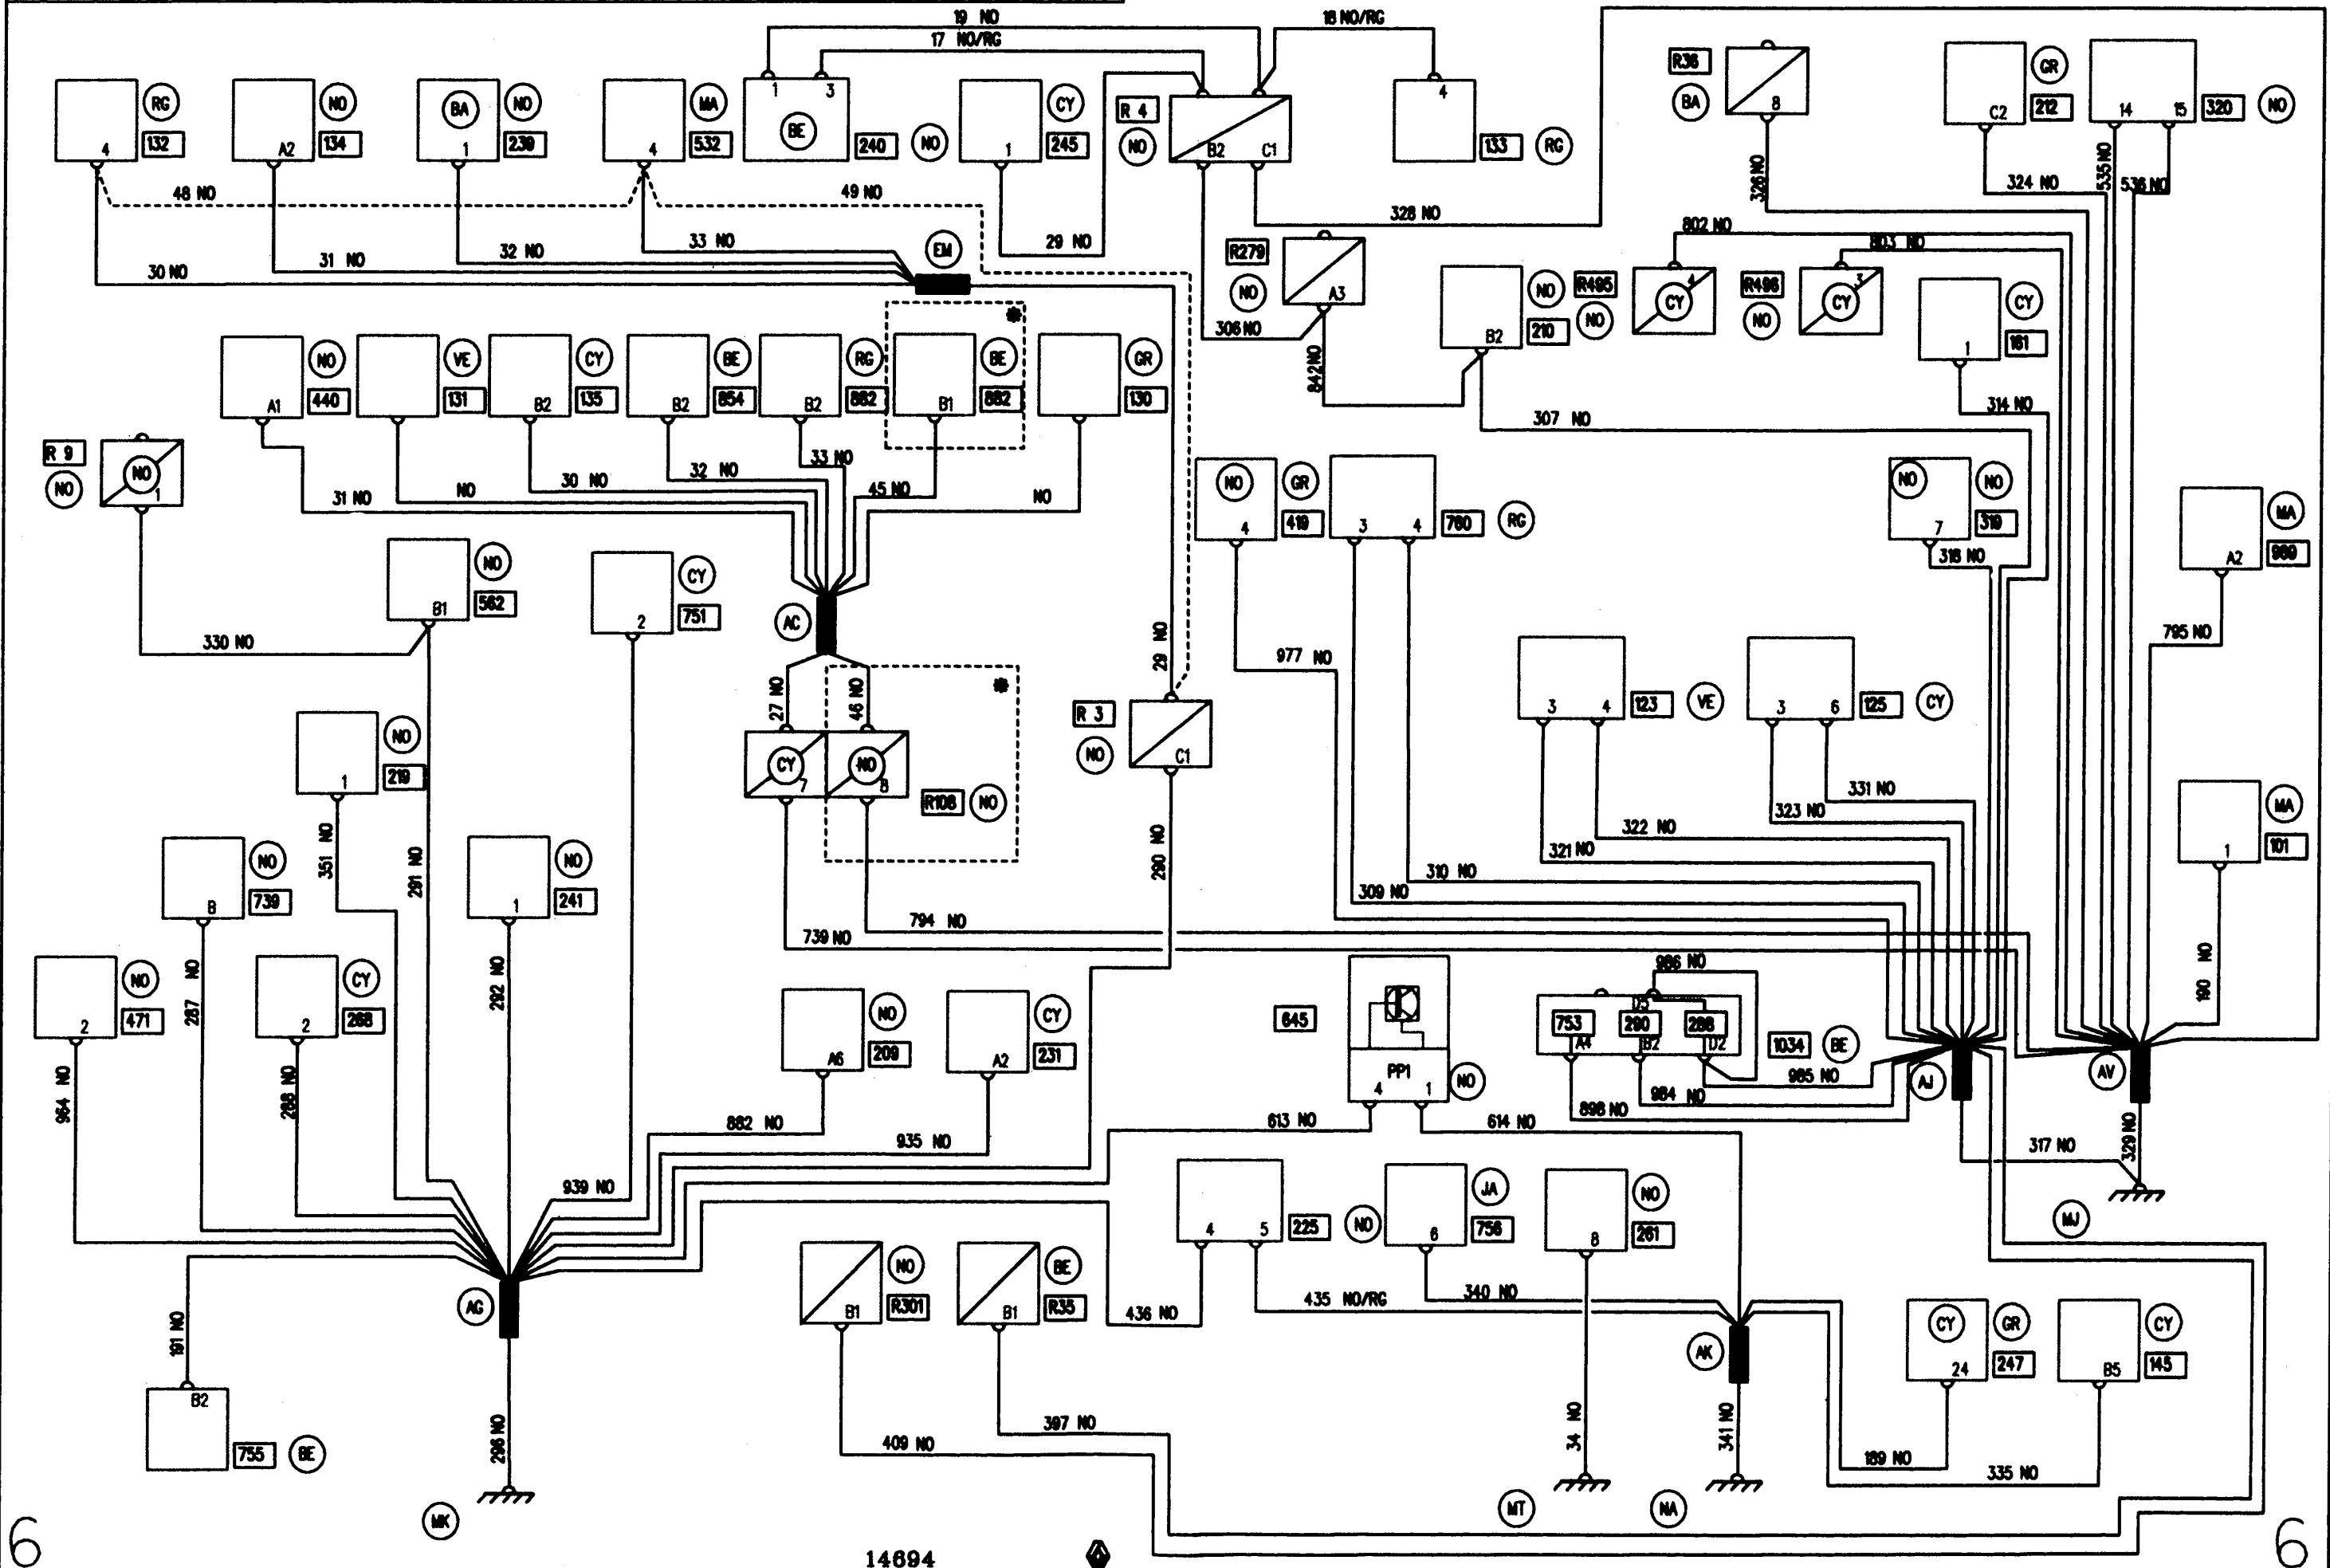 19 NO
18 NO/RG
17 NO/RG
4
RG
132
A2
NO
134
BA
1
NO
239
4
MA
532
1
3
BE
240
NO
1
CY
245
R 4
NO
B2
C1
4
133
RG
R36
BA
8
C2
GR
212
14
15
320
NO
48 NO
49 NO
328 NO
326 NO
324 NO
535 NO
536 NO
30 NO
31 NO
32 NO
33 NO
EM
29 NO
R279
NO
A3
306 NO
842 NO
B2
NO
210
802 NO
803 NO
R495
NO
CY
4
R496
NO
CY
3
1
CY
161
314 NO
307 NO
A1
NO
440
VE
131
B2
CY
135
B2
BE
854
B2
RG
882
*
B1
BE
882
GR
130
R 9
NO
NO
1
31 NO
NO
30 NO
32 NO
33 NO
45 NO
NO
NO
4
GR
419
3
4
760
RG
NO
7
NO
319
318 NO
A2
MA
989
B1
NO
562
2
CY
751
AC
330 NO
29 NO
977 NO
795 NO
27 NO
46 NO
*
CY
7
NO
8
R108
NO
R 3
NO
C1
3
4
123
VE
3
6
125
CY
1
NO
219
351 NO
291 NO
290 NO
331 NO
323 NO
322 NO
321 NO
310 NO
309 NO
1
MA
101
8
NO
739
1
NO
241
794 NO
739 NO
287 NO
292 NO
190 NO
2
NO
471
2
CY
268
A6
NO
209
A2
CY
231
645
PP1
4
1
NO
986 NO
D5
753
290
288
A4
B2
D2
1034
BE
985 NO
984 NO
898 NO
AJ
AV
964 NO
288 NO
882 NO
935 NO
939 NO
613 NO
614 NO
317 NO
329 NO
MJ
4
5
225
NO
6
JA
756
8
NO
261
AG
B1
NO
R301
B1
BE
R35
436 NO
435 NO/RG
340 NO
AK
CY
24
GR
247
B5
CY
145
191 NO
B2
755
BE
296 NO
MK
409 NO
397 NO
34 NO
341 NO
189 NO
335 NO
MT
NA
6
14694
6